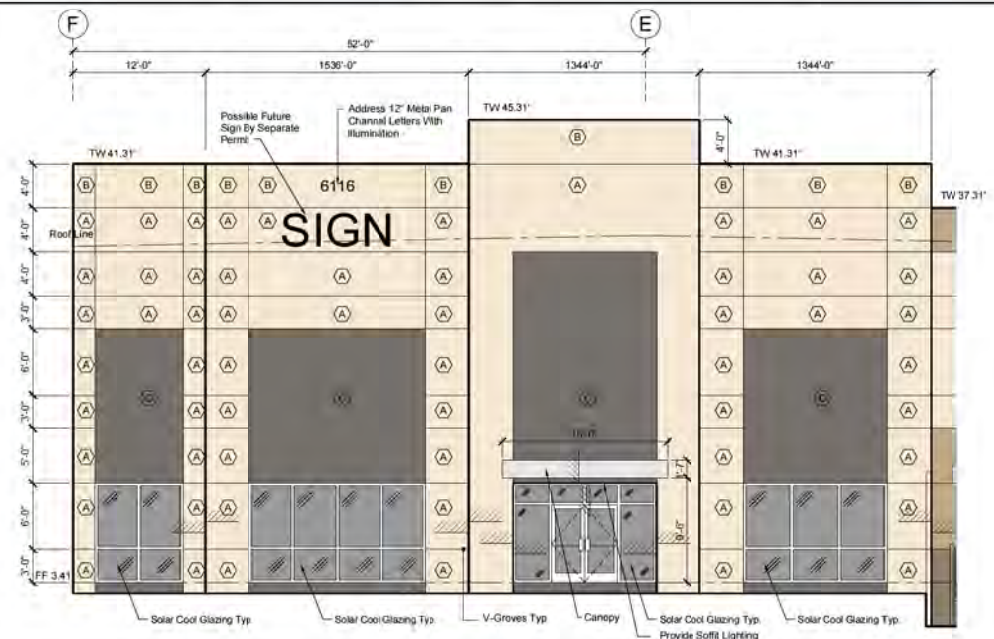 F E
52'-0"
12'-0" 1536'-0" 1344'-0" 1344'-0"
Possible Future
Sign By Separate
Permit
Address 12" Metal Pan
Channel Letters With
Illumination
TW 45.31'
4'-0"
B
TW 41.31'
TW 41.31'
TW 37.31'
4'-0" B B B B B 6116 B A B B B
4'-0" A A A A A SIGN A A A A
Roof Line
4'-0" A A A A A A A A A
3'-0" A A A A A A A A A
6'-0" A A A A A A
C C C C
3'-0" A A A A A A
5'-0" A A A A A A
1'-7"
6'-0" A A A A A A
9'-0"
3'-0" FF 3.41 A A A A A A
Solar Cool Glazing Typ. Solar Cool Glazing Typ. V-Groves Typ Canopy Solar Cool Glazing Typ. Solar Cool Glazing Typ.
Provide Soffit Lighting